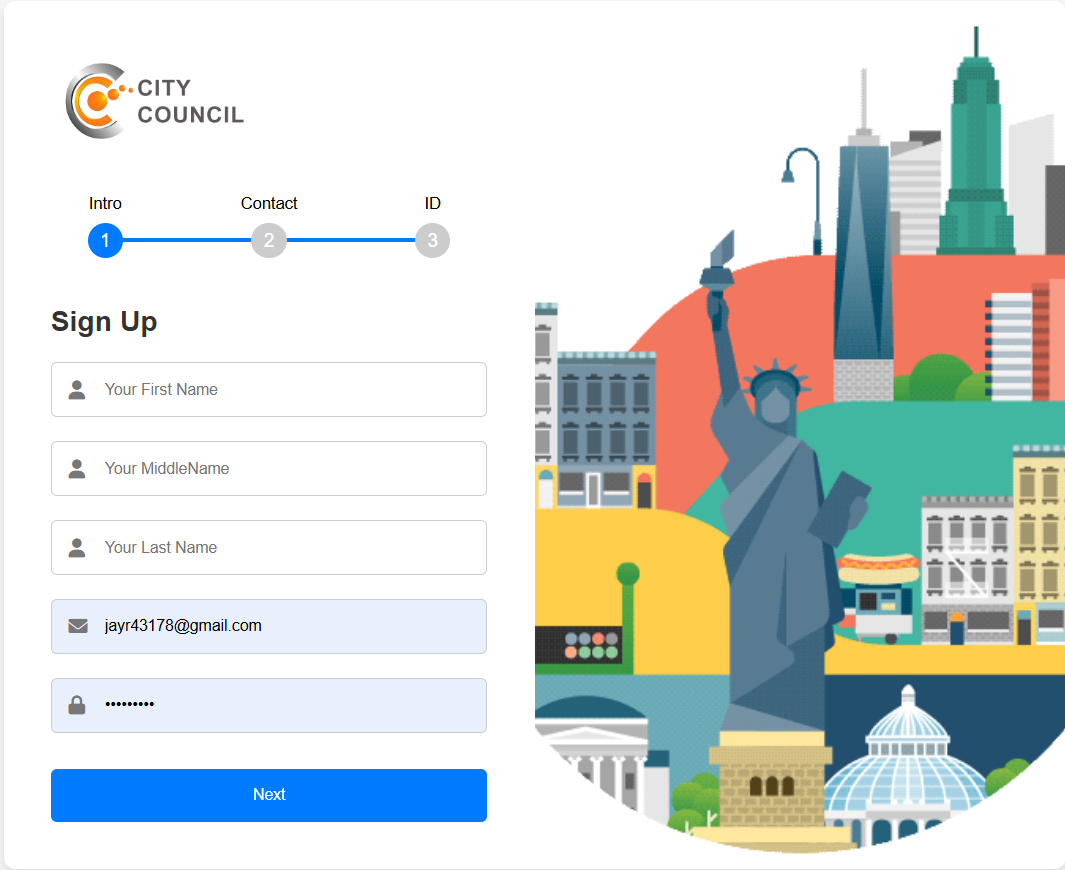 CITY
COUNCIL
Intro Contact ID
1 2 3
Sign Up
Your First Name
Your MiddleName
Your Last Name
jayr43178@gmail.com
•••••••••
Next